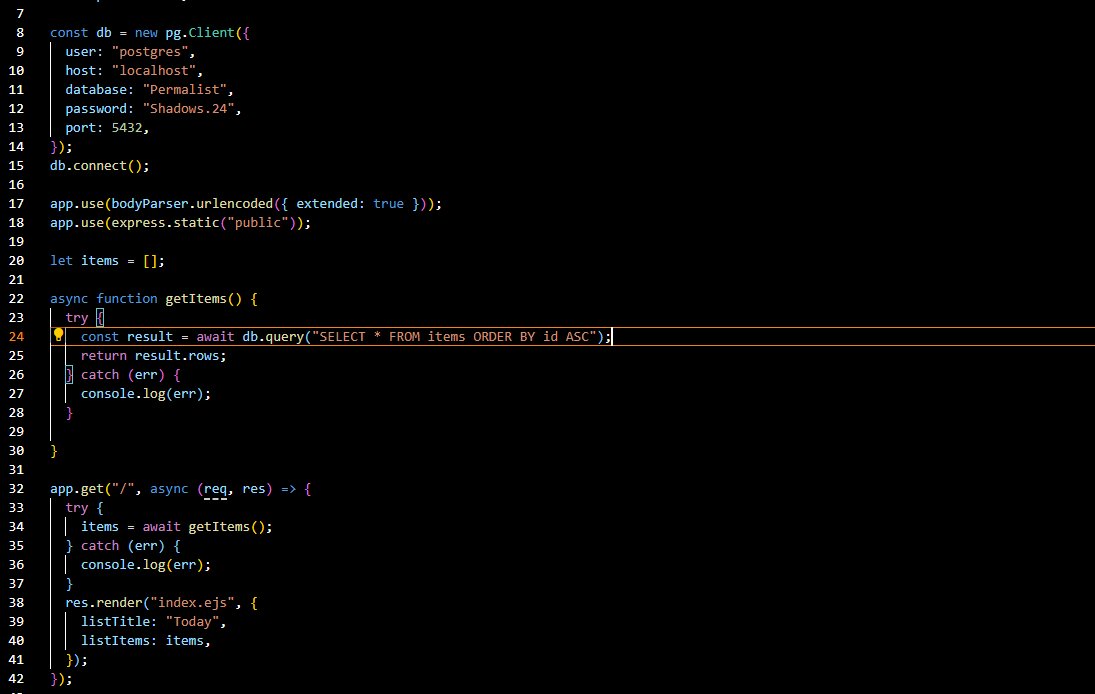 7
8 const db = new pg.Client({
9   user: "postgres",
10   host: "localhost",
11   database: "Permalist",
12   password: "Shadows.24",
13   port: 5432,
14 });
15 db.connect();
16
17 app.use(bodyParser.urlencoded({ extended: true }));
18 app.use(express.static("public"));
19
20 let items = [];
21
22 async function getItems() {
23   try {
24     const result = await db.query("SELECT * FROM items ORDER BY id ASC");
25     return result.rows;
26   } catch (err) {
27     console.log(err);
28   }
29
30 }
31
32 app.get("/", async (req, res) => {
33   try {
34     items = await getItems();
35   } catch (err) {
36     console.log(err);
37   }
38   res.render("index.ejs", {
39     listTitle: "Today",
40     listItems: items,
41   });
42 });